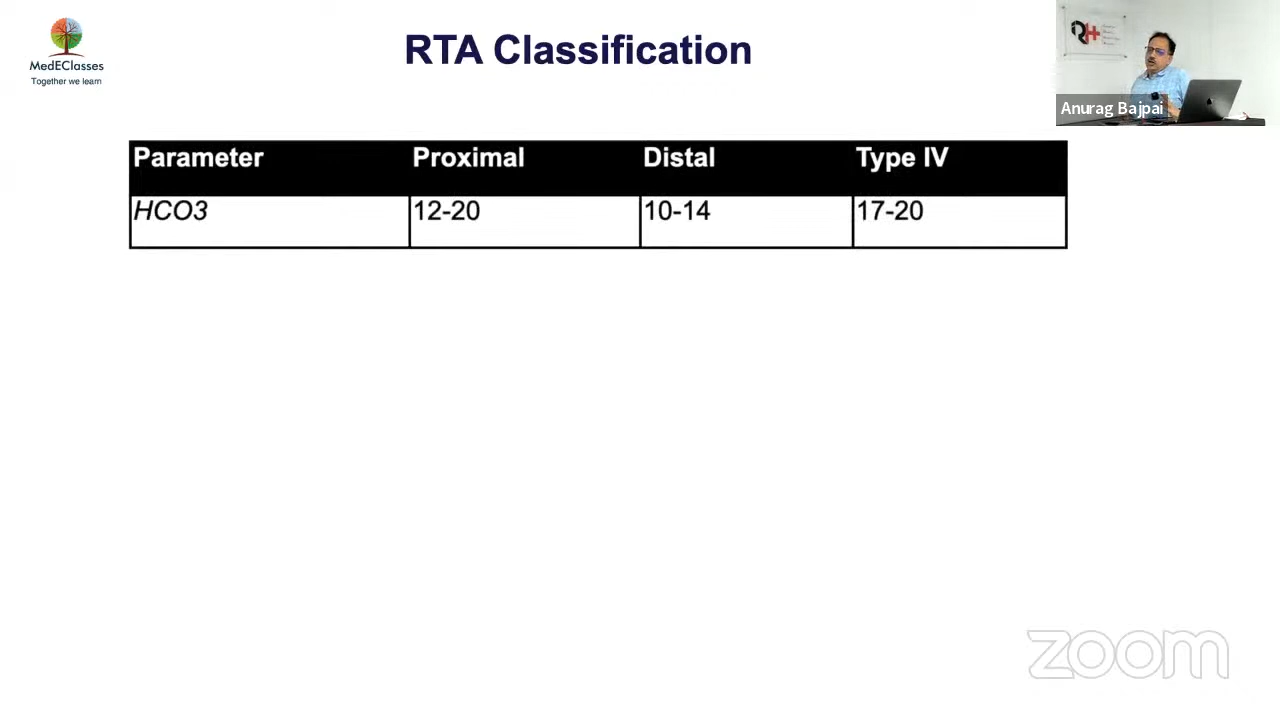 MedEClasses
Together we learn
RTA Classification
Anurag Bajpai
Parameter Proximal Distal Type IV
HCO3 12-20 10-14 17-20
zoom